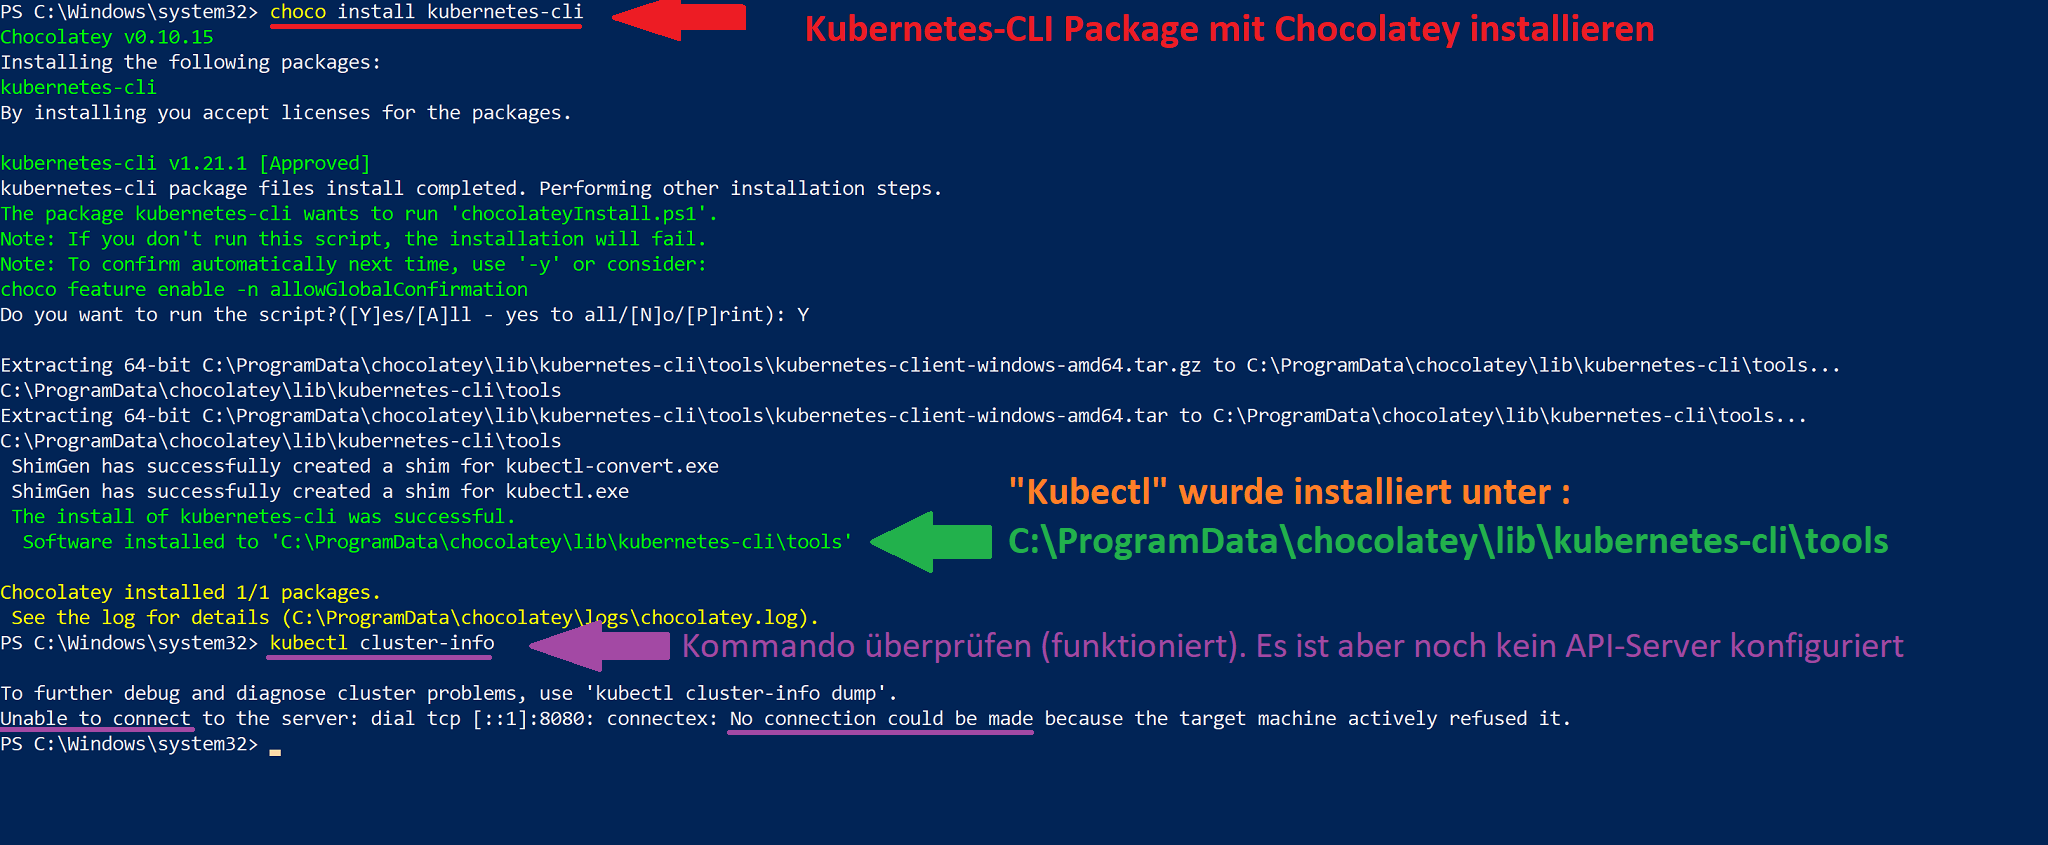 PS C:\Windows\system32> choco install kubernetes-cli
Kubernetes-CLI Package mit Chocolatey installieren
Chocolatey v0.10.15
Installing the following packages:
kubernetes-cli
By installing you accept licenses for the packages.
kubernetes-cli v1.21.1 [Approved]
kubernetes-cli package files install completed. Performing other installation steps.
The package kubernetes-cli wants to run 'chocolateyInstall.ps1'.
Note: If you don't run this script, the installation will fail.
Note: To confirm automatically next time, use '-y' or consider:
choco feature enable -n allowGlobalConfirmation
Do you want to run the script?([Y]es/[A]ll - yes to all/[N]o/[P]rint): Y
Extracting 64-bit C:\ProgramData\chocolatey\lib\kubernetes-cli\tools\kubernetes-client-windows-amd64.tar.gz to C:\ProgramData\chocolatey\lib\kubernetes-cli\tools...
C:\ProgramData\chocolatey\lib\kubernetes-cli\tools
Extracting 64-bit C:\ProgramData\chocolatey\lib\kubernetes-cli\tools\kubernetes-client-windows-amd64.tar to C:\ProgramData\chocolatey\lib\kubernetes-cli\tools...
C:\ProgramData\chocolatey\lib\kubernetes-cli\tools
ShimGen has successfully created a shim for kubectl-convert.exe
ShimGen has successfully created a shim for kubectl.exe
"Kubectl" wurde installiert unter :
The install of kubernetes-cli was successful.
Software installed to 'C:\ProgramData\chocolatey\lib\kubernetes-cli\tools'
C:\ProgramData\chocolatey\lib\kubernetes-cli\tools
Chocolatey installed 1/1 packages.
See the log for details (C:\ProgramData\chocolatey\logs\chocolatey.log).
PS C:\Windows\system32> kubectl cluster-info
Kommando überprüfen (funktioniert). Es ist aber noch kein API-Server konfiguriert
To further debug and diagnose cluster problems, use 'kubectl cluster-info dump'.
Unable to connect to the server: dial tcp [::1]:8080: connectex: No connection could be made because the target machine actively refused it.
PS C:\Windows\system32>